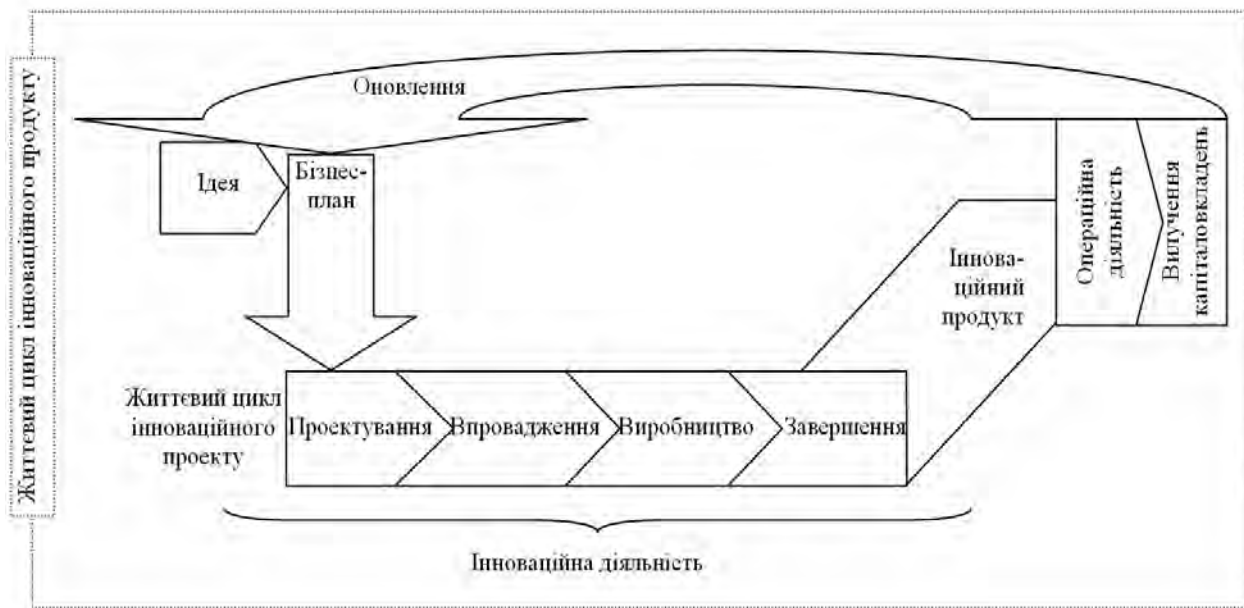 Життєвий цикл інноваційного продукту
Оновлення
Ідея
Бізнес-
план
Операційна
діяльність
Вилучення
капіталовкладень
Іннова-
ційний
продукт
Життєвий цикл
інноваційного
проекту
Проектування
Впровадження
Виробництво
Завершення
Інноваційна діяльність